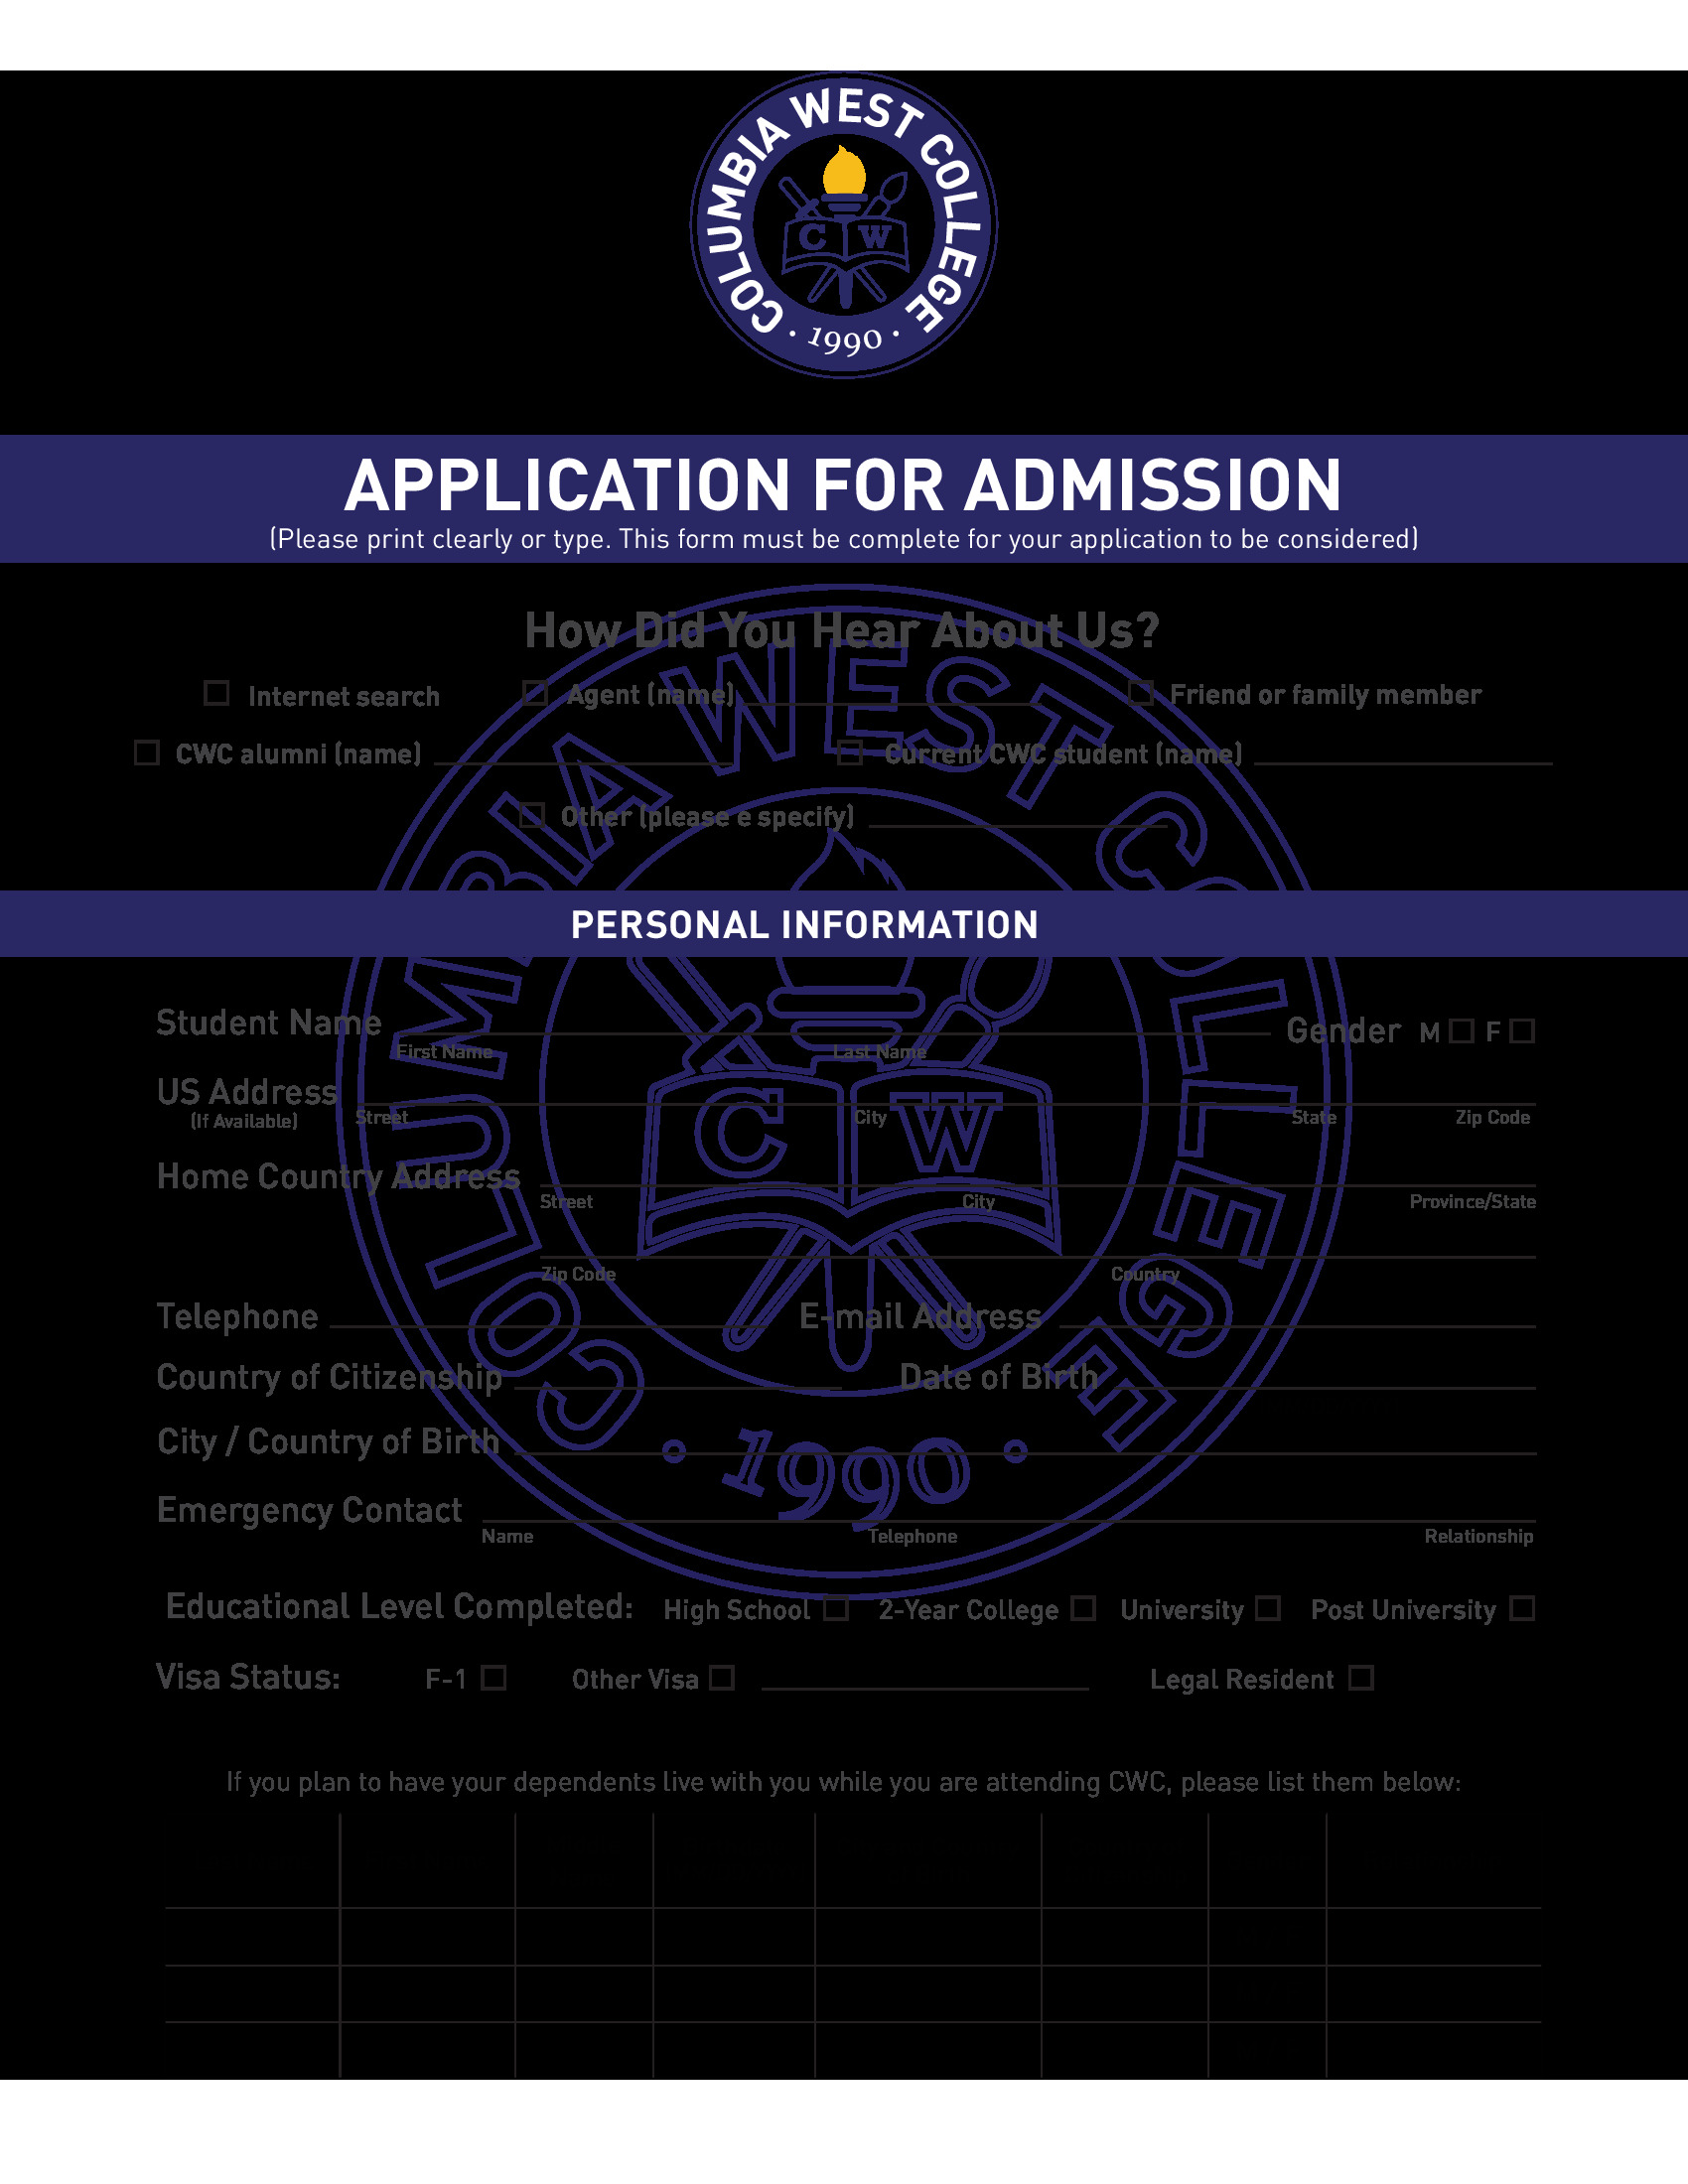 COLUMBIA WEST COLLEGE
C W
· 1990 ·
APPLICATION FOR ADMISSION
(Please print clearly or type. This form must be complete for your application to be considered)
How Did You Hear About Us?
Internet search Agent (name) Friend or family member
CWC alumni (name) Current CWC student (name)
Other (please e specify)
PERSONAL INFORMATION
Student Name Gender M F
First Name Last Name
US Address
(If Available) Street City State Zip Code
Home Country Address
Street City Province/State
Zip Code Country
Telephone E-mail Address
Country of Citizenship Date of Birth
City / Country of Birth
Emergency Contact
Name Telephone Relationship
Educational Level Completed: High School 2-Year College University Post University
Visa Status: F-1 Other Visa Legal Resident
If you plan to have your dependents live with you while you are attending CWC, please list them below:
COLUMBIA WEST COLLEGE
C W
· 1990 ·